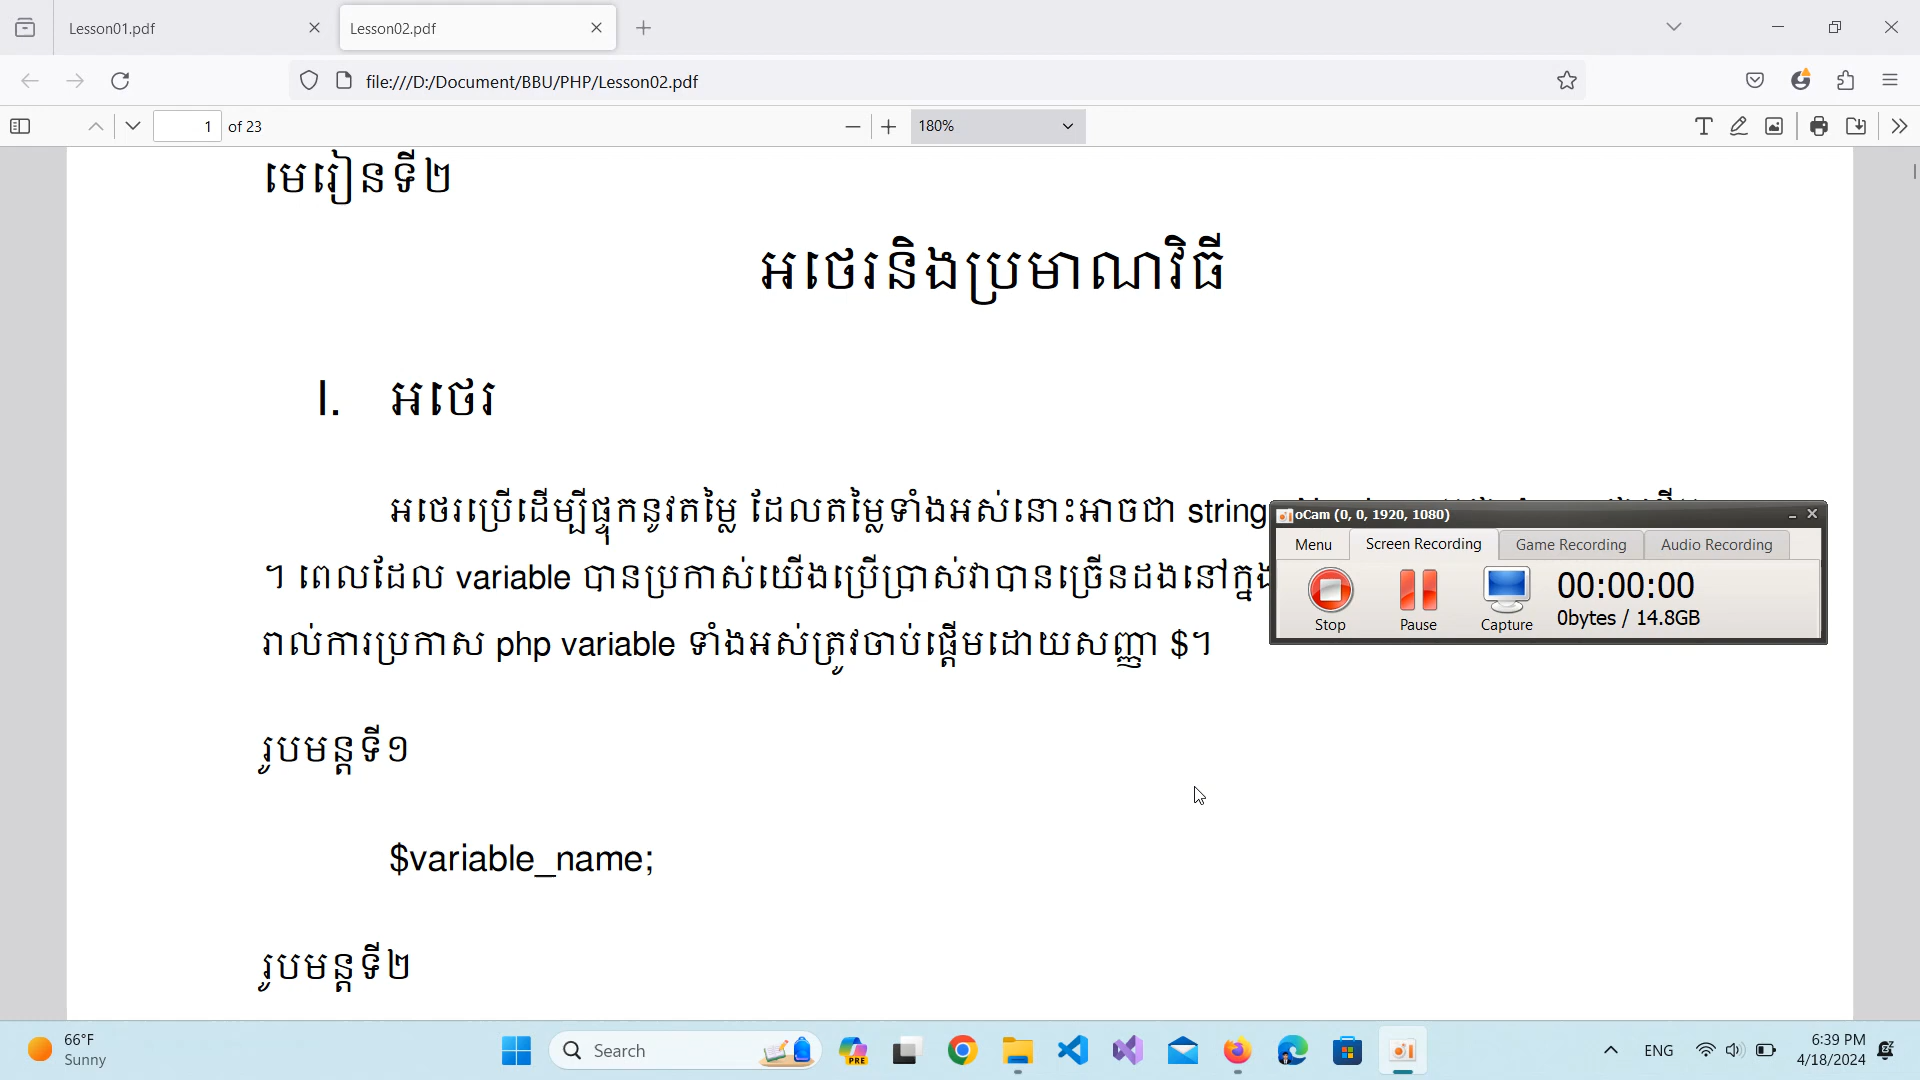 Lesson01.pdf
Lesson02.pdf
file:///D:/Document/BBU/PHP/Lesson02.pdf
1 of 23
180%
មេរៀនទី២
អថេរនិងប្រមាណវិធី
I. អថេរ
អថេរប្រើដើម្បីផ្ទុកនូវតម្លៃ ដែលតម្លៃទាំងអស់នោះអាចជា string
។ ពេលដែល variable បានប្រកាស់យើងប្រើប្រាស់វាបានច្រើនដងនៅក្នុង
រាល់ការប្រកាស php variable ទាំងអស់ត្រូវចាប់ផ្តើមដោយសញ្ញា $។
រូបមន្តទី១
$variable_name;
រូបមន្តទី២
oCam (0, 0, 1920, 1080)
Menu Screen Recording Game Recording Audio Recording
00:00:00
0bytes / 14.8GB
Stop Pause Capture
66°F
Sunny
Search
PRE
ENG
6:39 PM
4/18/2024